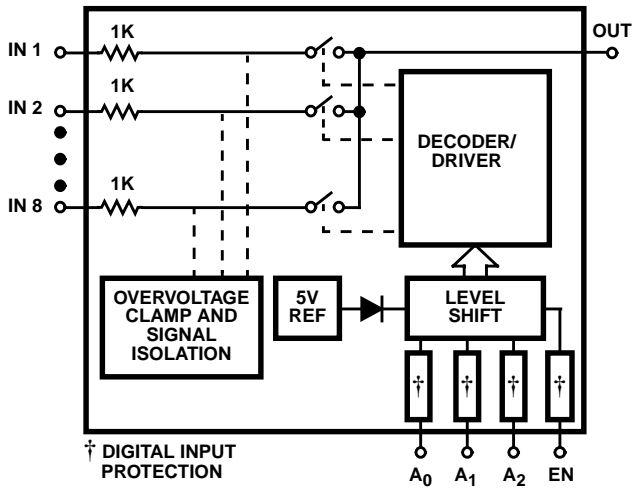 1K
OUT
IN 1
IN 2
DECODER/
DRIVER
1K
IN 8
OVERVOLTAGE
CLAMP AND
SIGNAL
ISOLATION
5V
REF
LEVEL
SHIFT
† † † †
† DIGITAL INPUT
PROTECTION
A0 A1 A2 EN